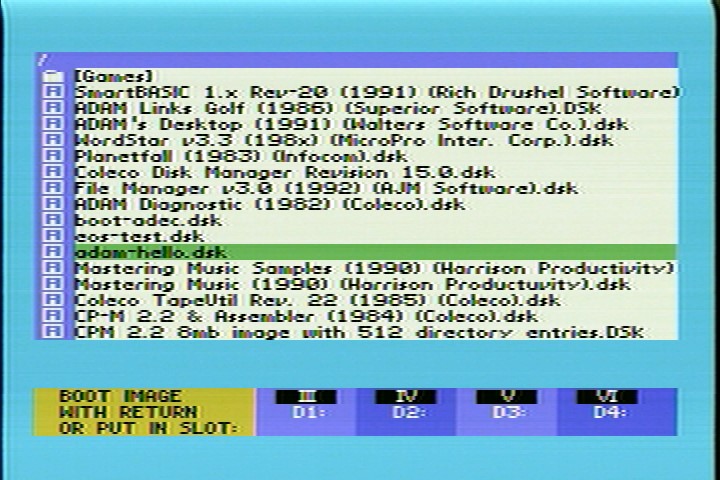 /
[Games]
SmartBASIC 1.x Rev-20 (1991) (Rich Drushel Software)
ADAM Links Golf (1986) (Superior Software).DSK
ADAM's Desktop (1991) (Walters Software Co.).dsk
WordStar v3.3 (198x) (MicroPro Inter. Corp.).dsk
Planetfall (1983) (Infocom).dsk
Coleco Disk Manager Revision 15.0.dsk
File Manager v3.0 (1992) (AJM Software).dsk
ADAM Diagnostic (1982) (Coleco).dsk
boot-adec.dsk
eos-test.dsk
adam-hello.dsk
Mastering Music Samples (1990) (Harrison Productivity)
Mastering Music (1990) (Harrison Productuvity).dsk
Coleco TapeUtil Rev. 22 (1985) (Coleco).dsk
CP-M 2.2 & Assembler (1984) (Coleco).dsk
CPM 2.2 8mb image with 512 directory entries.DSK
BOOT IMAGE
WITH RETURN
OR PUT IN SLOT:
III IV V VI
D1: D2: D3: D4: